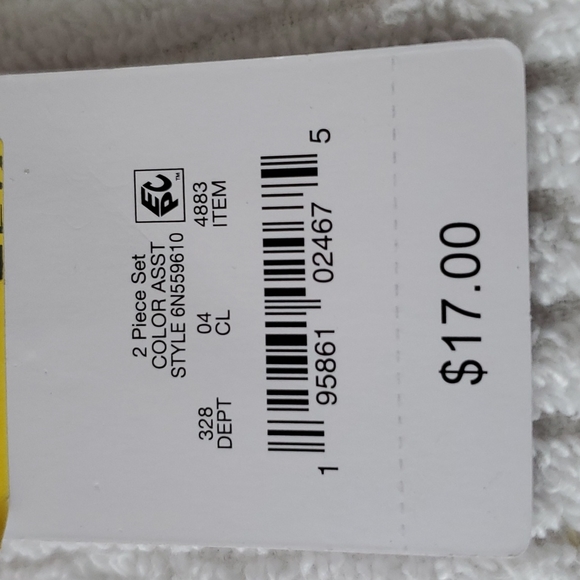 2 Piece Set
COLOR ASST
STYLE 6N559610
EPC™
328 04 4883
DEPT CL ITEM
1 95861 02467 5
$17.00